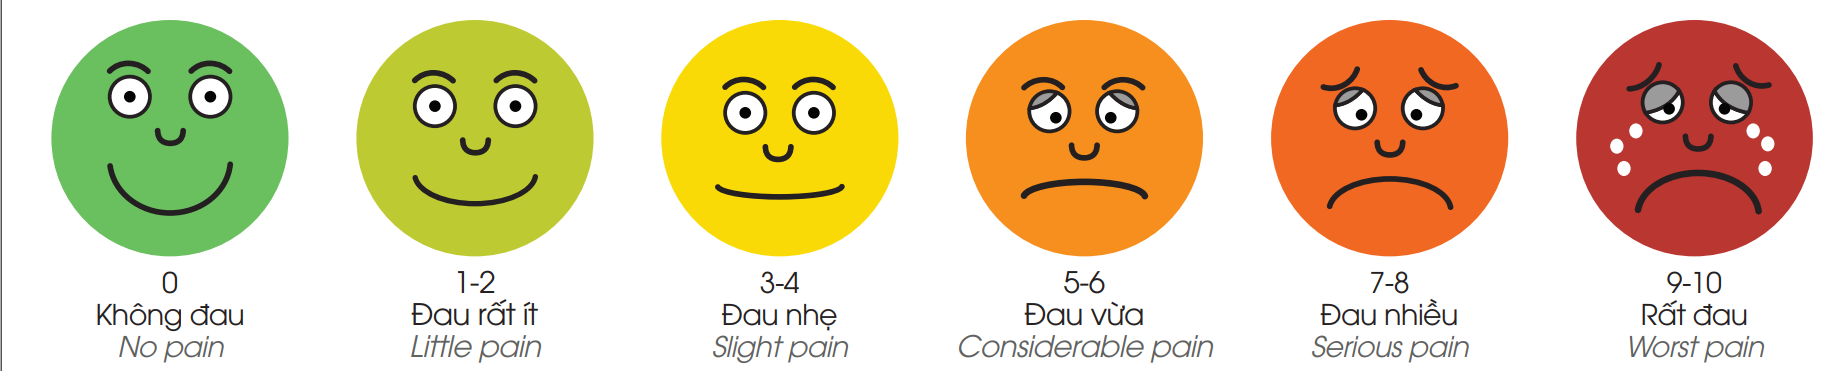 0
Không đau
No pain
1-2
Đau rất ít
Little pain
3-4
Đau nhẹ
Slight pain
5-6
Đau vừa
Considerable pain
7-8
Đau nhiều
Serious pain
9-10
Rất đau
Worst pain